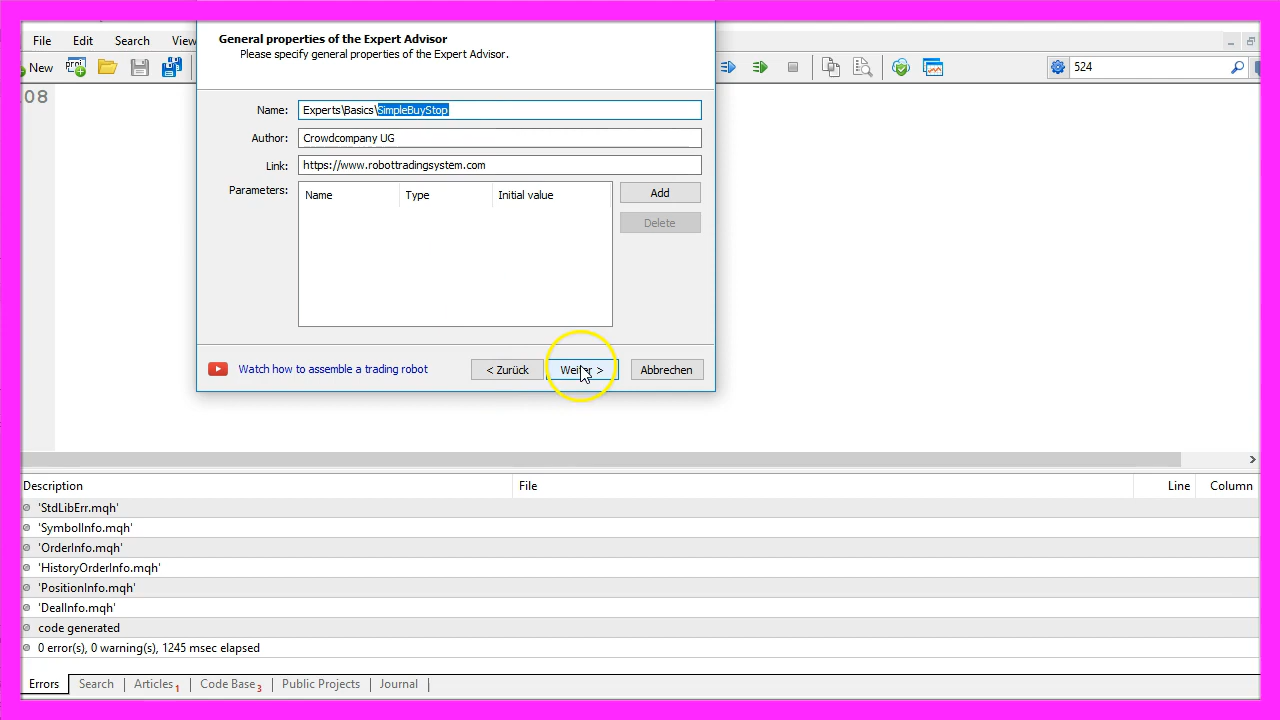 General properties of the Expert Advisor
Please specify general properties of the Expert Advisor.
File Edit Search View
New
524
08
Name: Experts\Basics\SimpleBuyStop
Author: Crowdcompany UG
Link: https://www.robottradingsystem.com
Parameters: Name Type Initial value Add
Delete
Watch how to assemble a trading robot < Zurück Weiter > Abbrechen
Description File Line Column
'StdLibErr.mqh'
'SymbolInfo.mqh'
'OrderInfo.mqh'
'HistoryOrderInfo.mqh'
'PositionInfo.mqh'
'DealInfo.mqh'
code generated
0 error(s), 0 warning(s), 1245 msec elapsed
Errors Search Articles 1 Code Base 3 Public Projects Journal